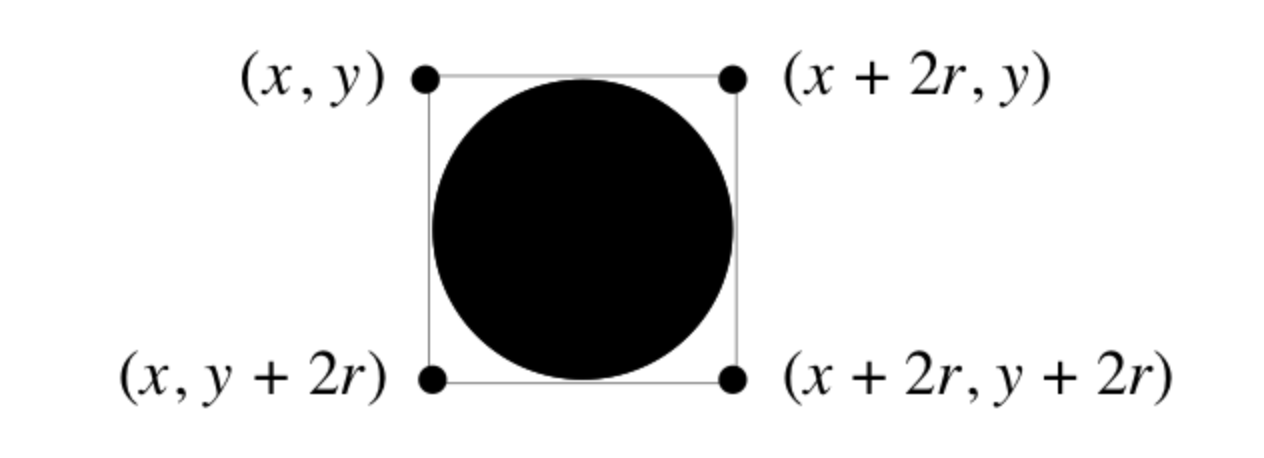 (x, y)
(x + 2r, y)
(x, y + 2r)
(x + 2r, y + 2r)